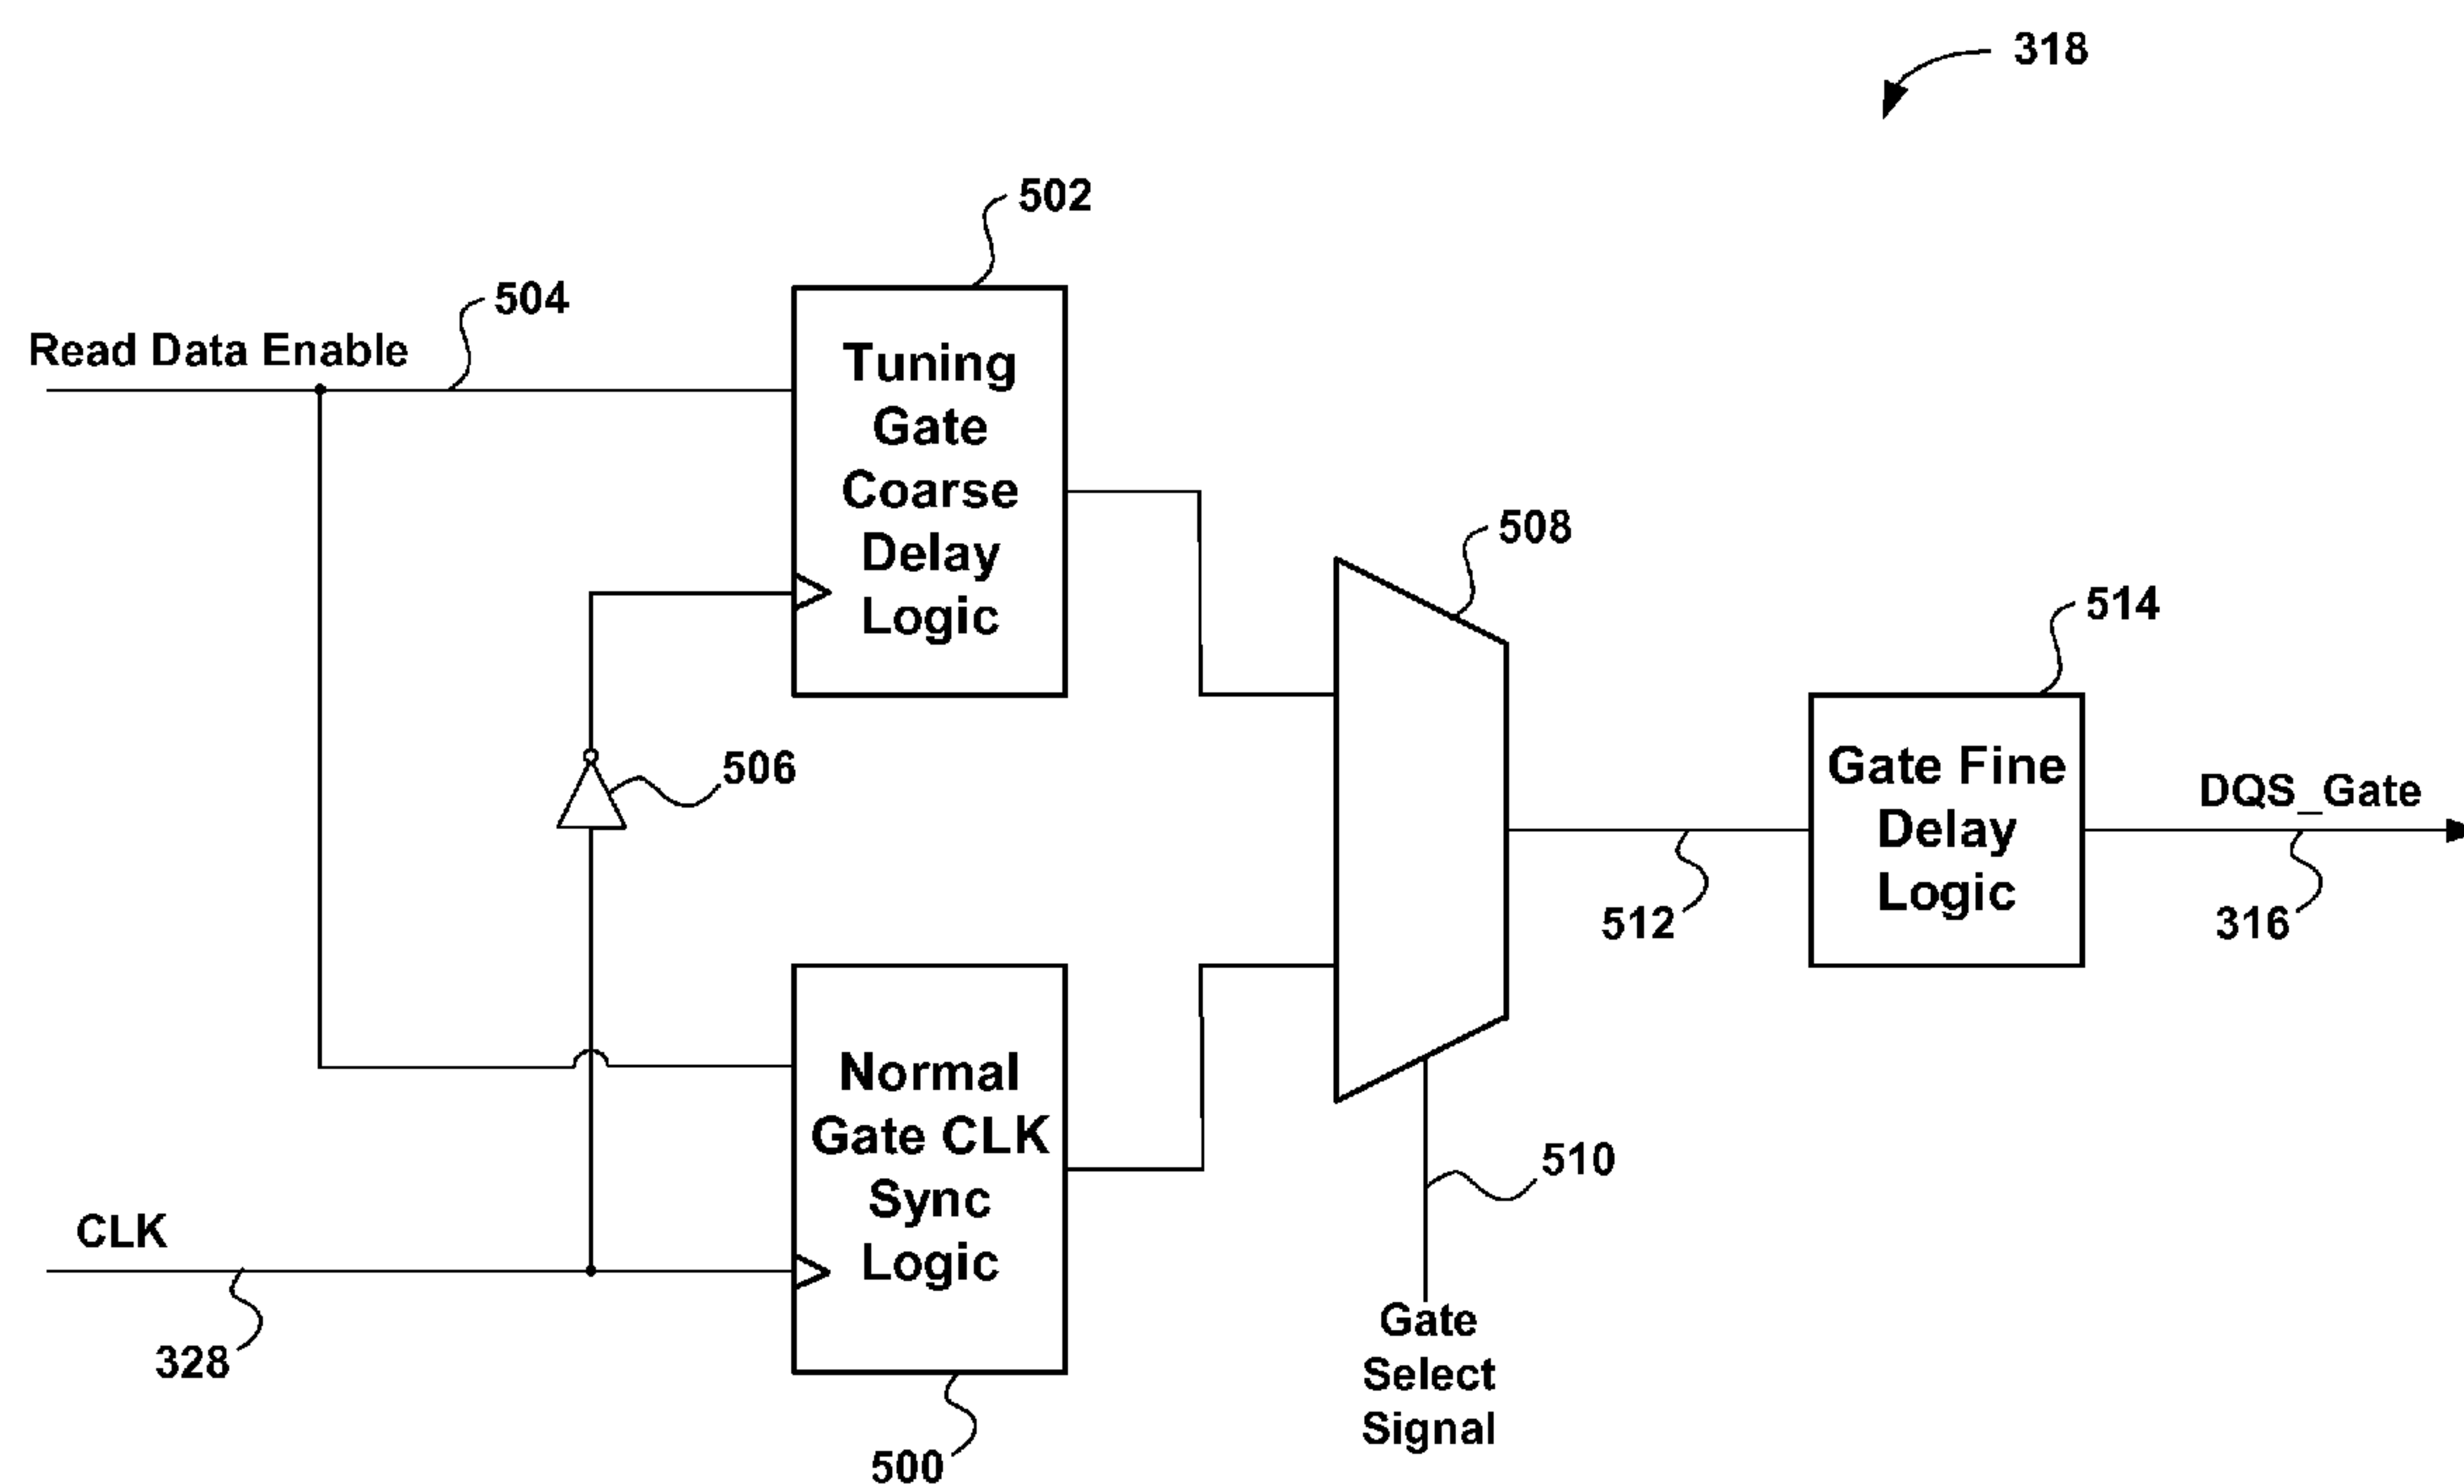 318
502
504
Read Data Enable
Tuning
Gate
Coarse
Delay
Logic
508
514
506
Gate Fine
Delay
Logic
DQS_Gate
512
316
Normal
Gate CLK
Sync
Logic
510
CLK
328
Gate
Select
Signal
500